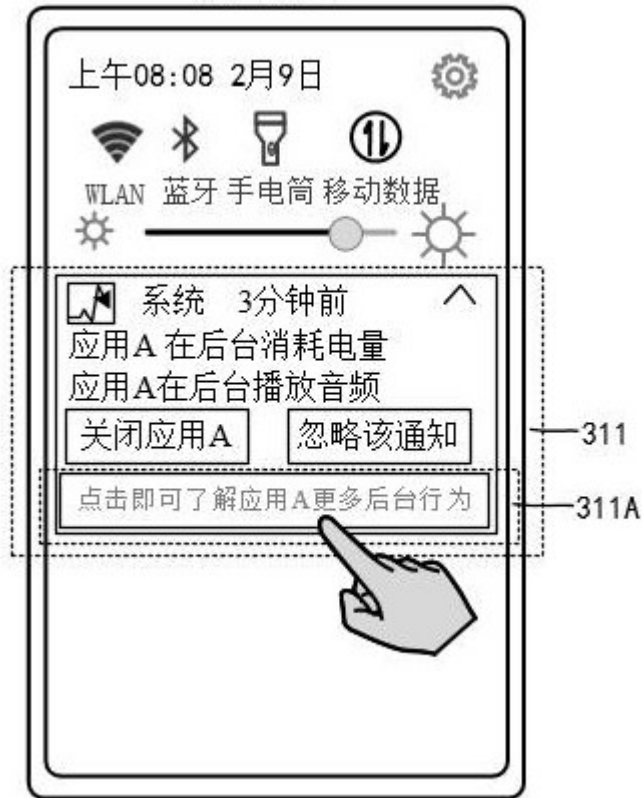 上午08:08 2月9日
WLAN 蓝牙 手电筒 移动数据
系统 3分钟前
应用A 在后台消耗电量
应用A在后台播放音频
关闭应用A 忽略该通知
311
点击即可了解应用A更多后台行为
311A